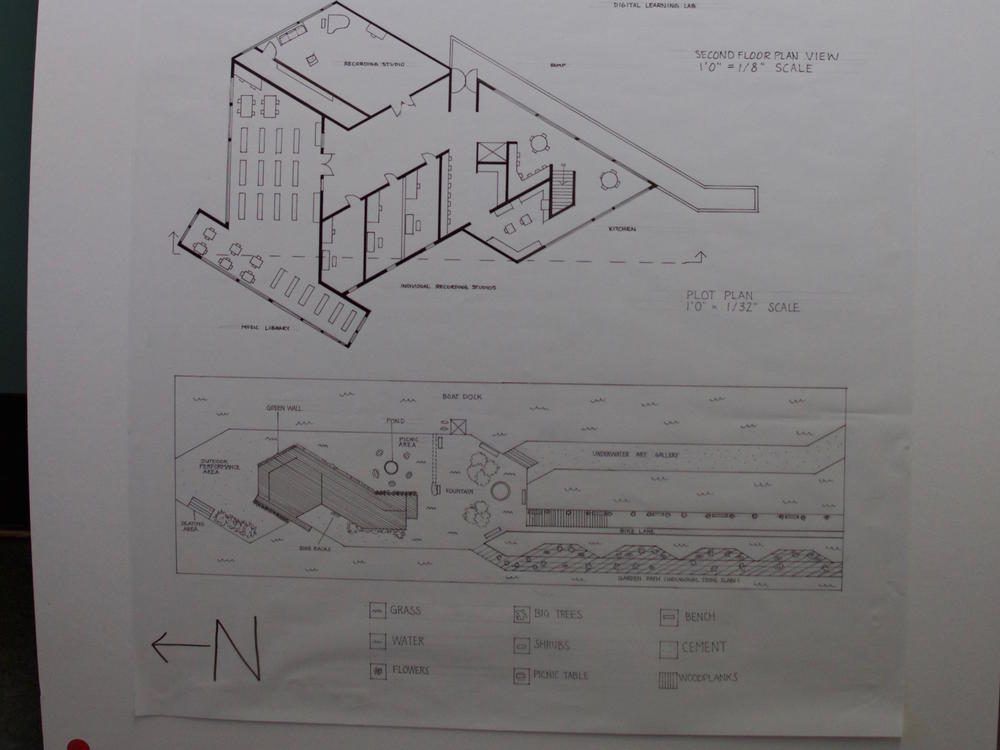 DIGITAL LEARNING LAB
SECOND FLOOR PLAN VIEW
1'0" = 1/8" SCALE
RECORDING STUDIO
RAMP
KITCHEN
INDIVIDUAL RECORDING STUDIOS
MUSIC LIBRARY
PLOT PLAN
1'0" = 1/32" SCALE
BOAT DOCK
GREEN WALL
POND
PICNIC
AREA
UNDERWATER ART GALLERY
OUTDOOR
PERFORMANCE
AREA
FOUNTAIN
SEATING
AREA
BIKE RACKS
BIKE LANE
GARDEN PATH
GRASS
BIG TREES
BENCH
WATER
SHRUBS
CEMENT
FLOWERS
PICNIC TABLE
WOODPLANKS
N